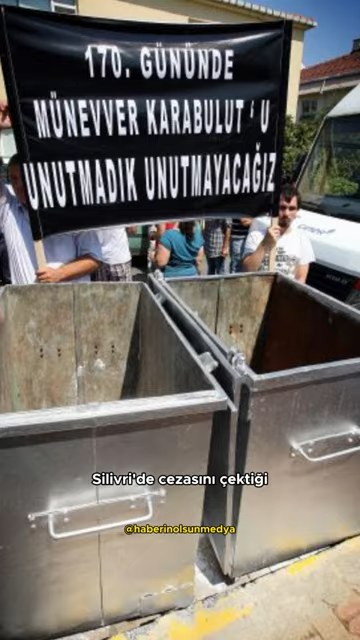 170. GÜNÜNDE
MÜNEVVER KARABULUT ' U
UNUTMADIK UNUTMAYACAĞIZ
Silivri'de cezasını çektiği
@haberinolsunmedya